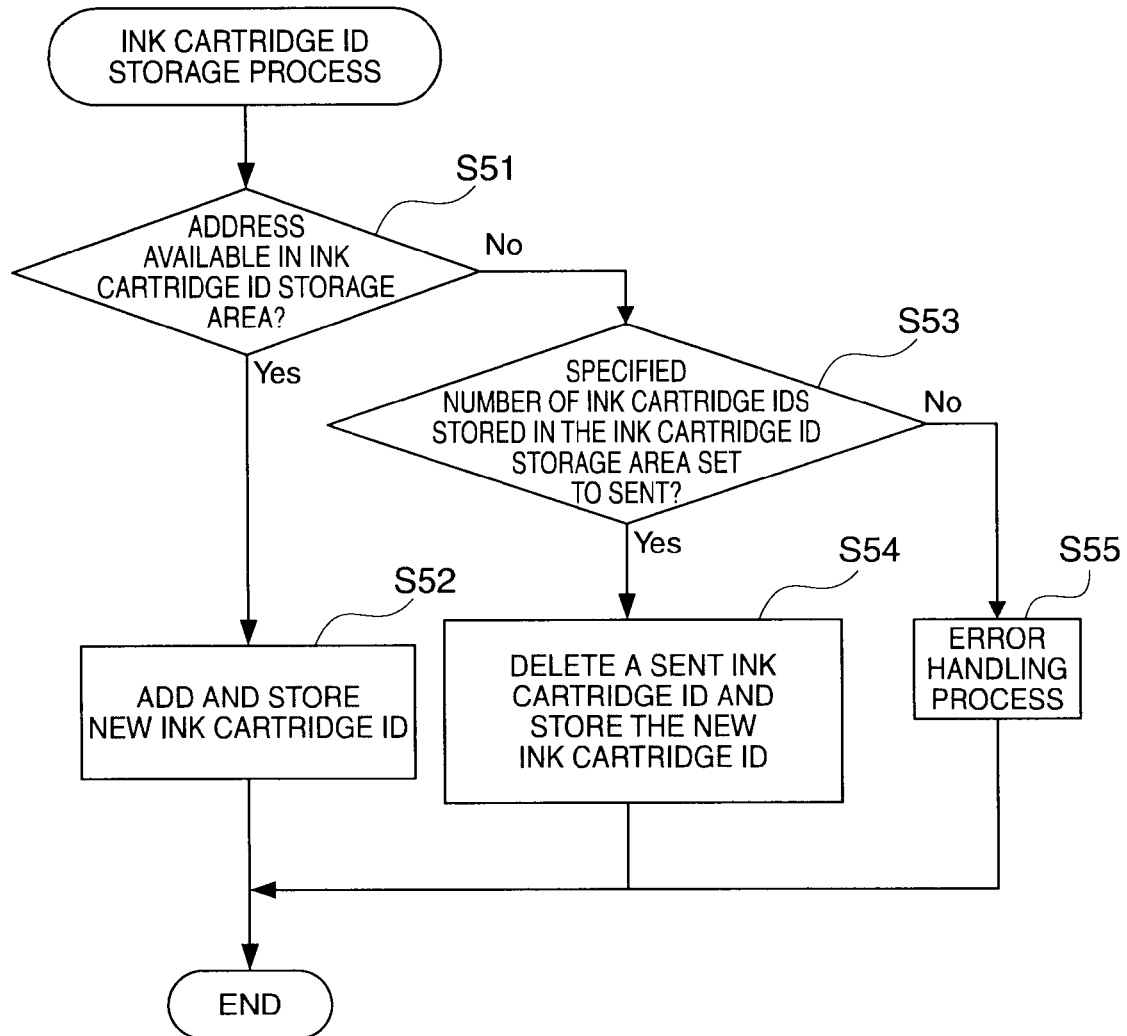 INK CARTRIDGE ID
STORAGE PROCESS
S51
ADDRESS
AVAILABLE IN INK
CARTRIDGE ID STORAGE
AREA?
No
Yes
S53
SPECIFIED
NUMBER OF INK CARTRIDGE IDS
STORED IN THE INK CARTRIDGE ID
STORAGE AREA SET
TO SENT?
No
Yes
S52
ADD AND STORE
NEW INK CARTRIDGE ID
S54
DELETE A SENT INK
CARTRIDGE ID AND
STORE THE NEW
INK CARTRIDGE ID
S55
ERROR
HANDLING
PROCESS
END